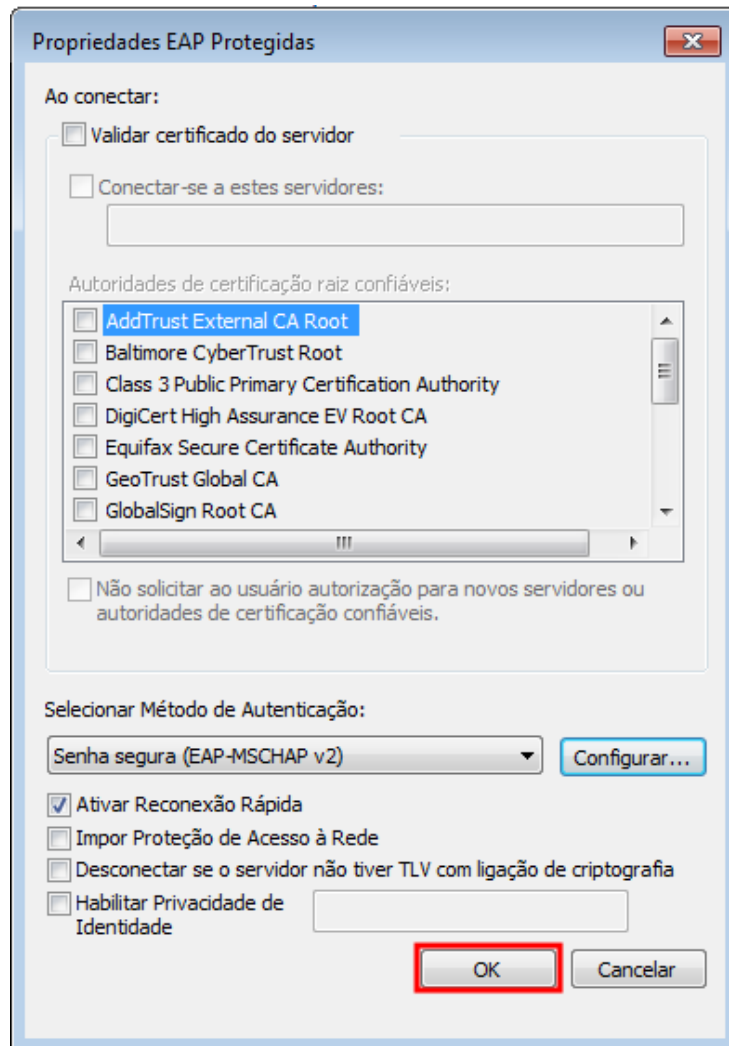 Propriedades EAP Protegidas
Ao conectar:
Validar certificado do servidor
Conectar-se a estes servidores:
Autoridades de certificação raiz confiáveis:
AddTrust External CA Root
Baltimore CyberTrust Root
Class 3 Public Primary Certification Authority
DigiCert High Assurance EV Root CA
Equifax Secure Certificate Authority
GeoTrust Global CA
GlobalSign Root CA
Não solicitar ao usuário autorização para novos servidores ou
autoridades de certificação confiáveis.
Selecionar Método de Autenticação:
Senha segura (EAP-MSCHAP v2)
Configurar...
Ativar Reconexão Rápida
Impor Proteção de Acesso à Rede
Desconectar se o servidor não tiver TLV com ligação de criptografia
Habilitar Privacidade de
Identidade
OK
Cancelar